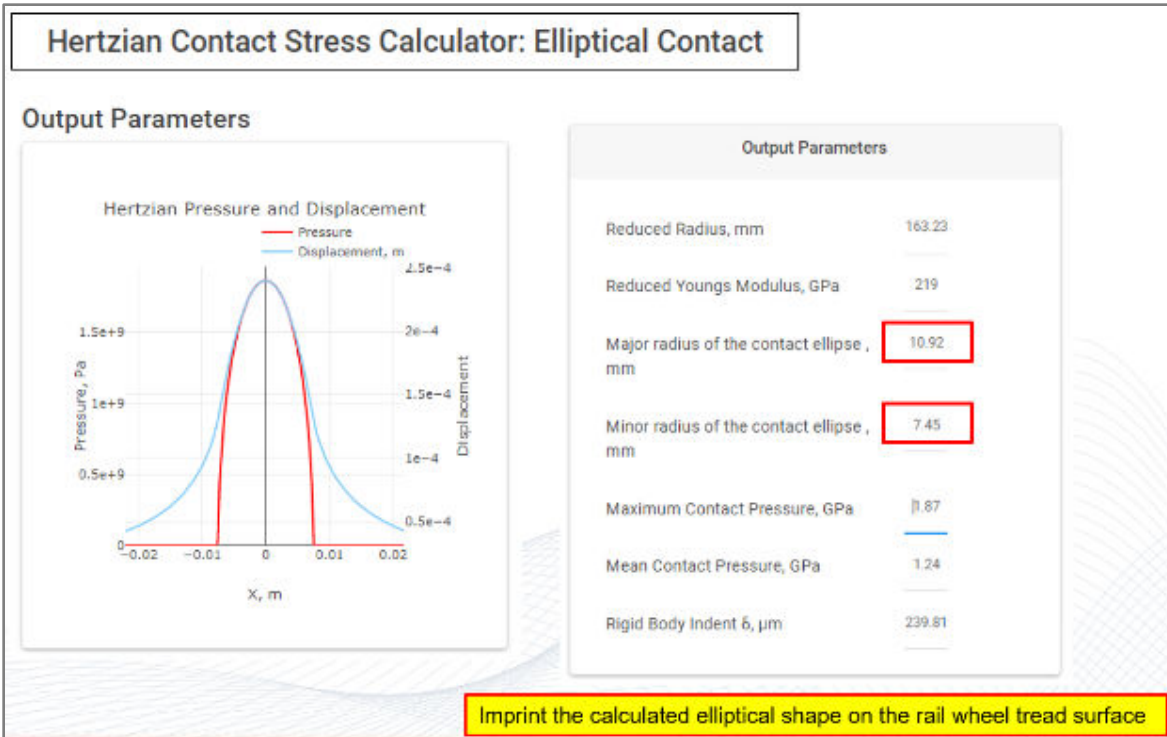 Hertzian Contact Stress Calculator: Elliptical Contact
Output Parameters
Hertzian Pressure and Displacement
Pressure
Displacement, m
2.5e−4
1.5e+9
2e−4
1.5e−4
1e+9
1e−4
0.5e+9
0.5e−4
0
−0.02
−0.01
0
0.01
0.02
Pressure, Pa
Displacement
X, m
Output Parameters
Reduced Radius, mm 163.23
Reduced Youngs Modulus, GPa 219
Major radius of the contact ellipse , 10.92
mm
Minor radius of the contact ellipse , 7.45
mm
Maximum Contact Pressure, GPa 1.87
Mean Contact Pressure, GPa 1.24
Rigid Body Indent δ, μm 239.81
Imprint the calculated elliptical shape on the rail wheel tread surface